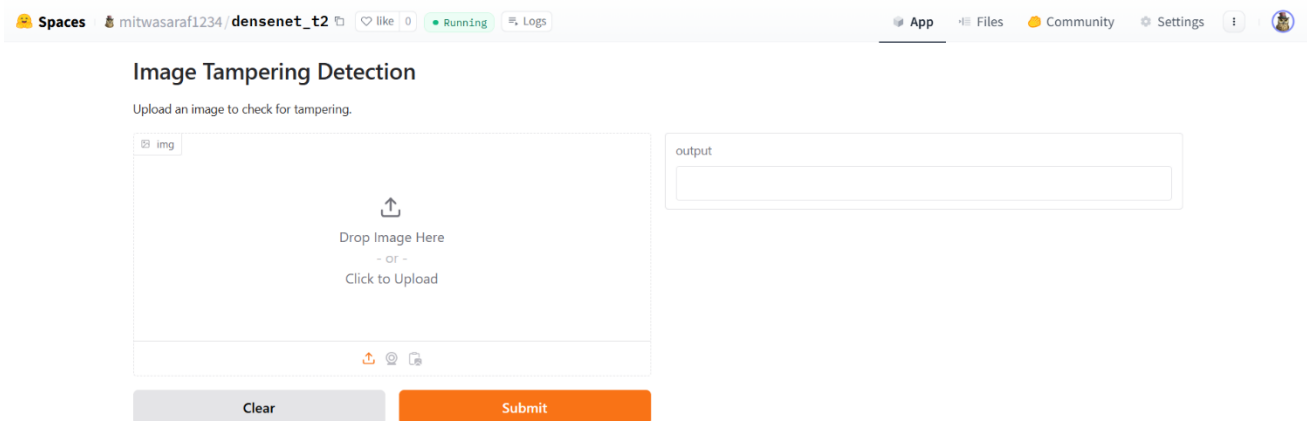 Spaces mitwasaraf1234/densenet_t2 like 0 Running Logs App Files Community Settings
Image Tampering Detection
Upload an image to check for tampering.
img
Drop Image Here
- or -
Click to Upload
Clear Submit
output